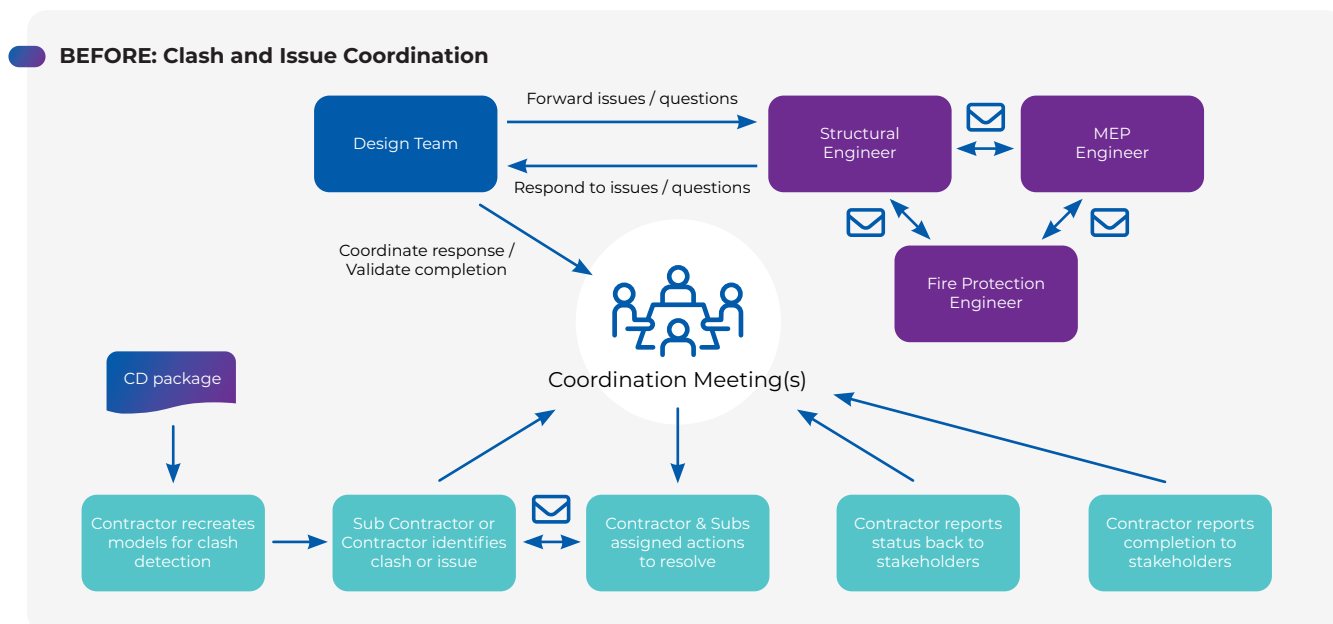 BEFORE: Clash and Issue Coordination
Forward issues / questions
Design Team
Structural
Engineer
MEP
Engineer
Respond to issues / questions
Coordinate response /
Validate completion
Fire Protection
Engineer
CD package
Coordination Meeting(s)
Contractor recreates
models for clash
detection
Sub Contractor or
Contractor identifies
clash or issue
Contractor & Subs
assigned actions
to resolve
Contractor reports
status back to
stakeholders
Contractor reports
completion to
stakeholders